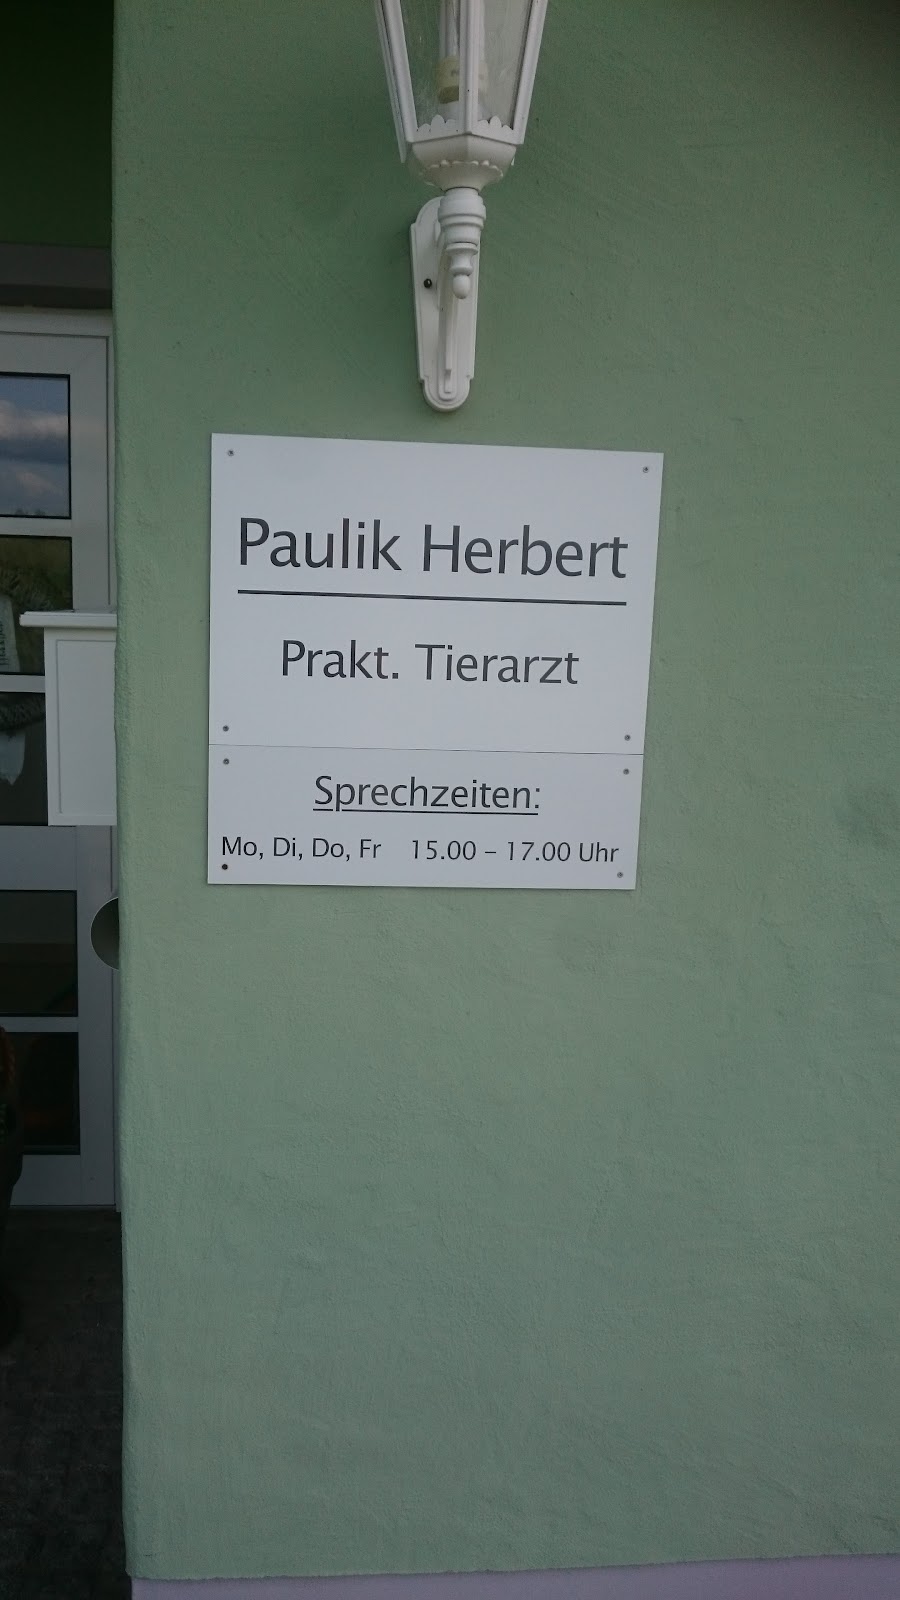 Paulik Herbert
Prakt. Tierarzt
Sprechzeiten:
Mo, Di, Do, Fr 15.00 – 17.00 Uhr